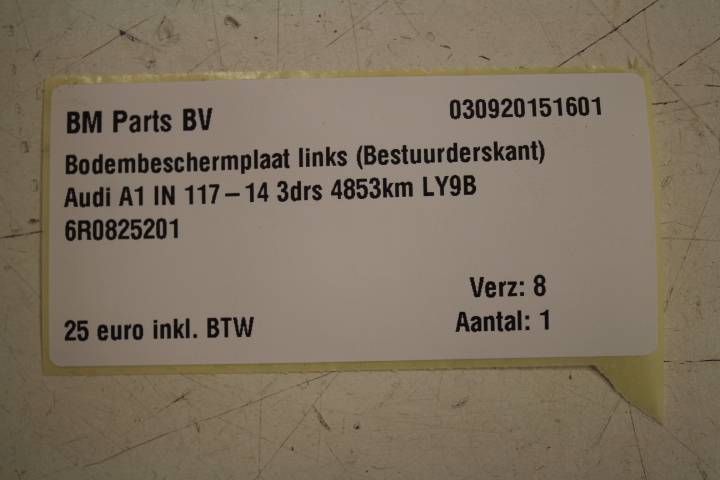 BM Parts BV 030920151601
Bodembeschermplaat links (Bestuurderskant)
Audi A1 IN 117 – 14 3drs 4853km LY9B
6R0825201
Verz: 8
25 euro inkl. BTW Aantal: 1